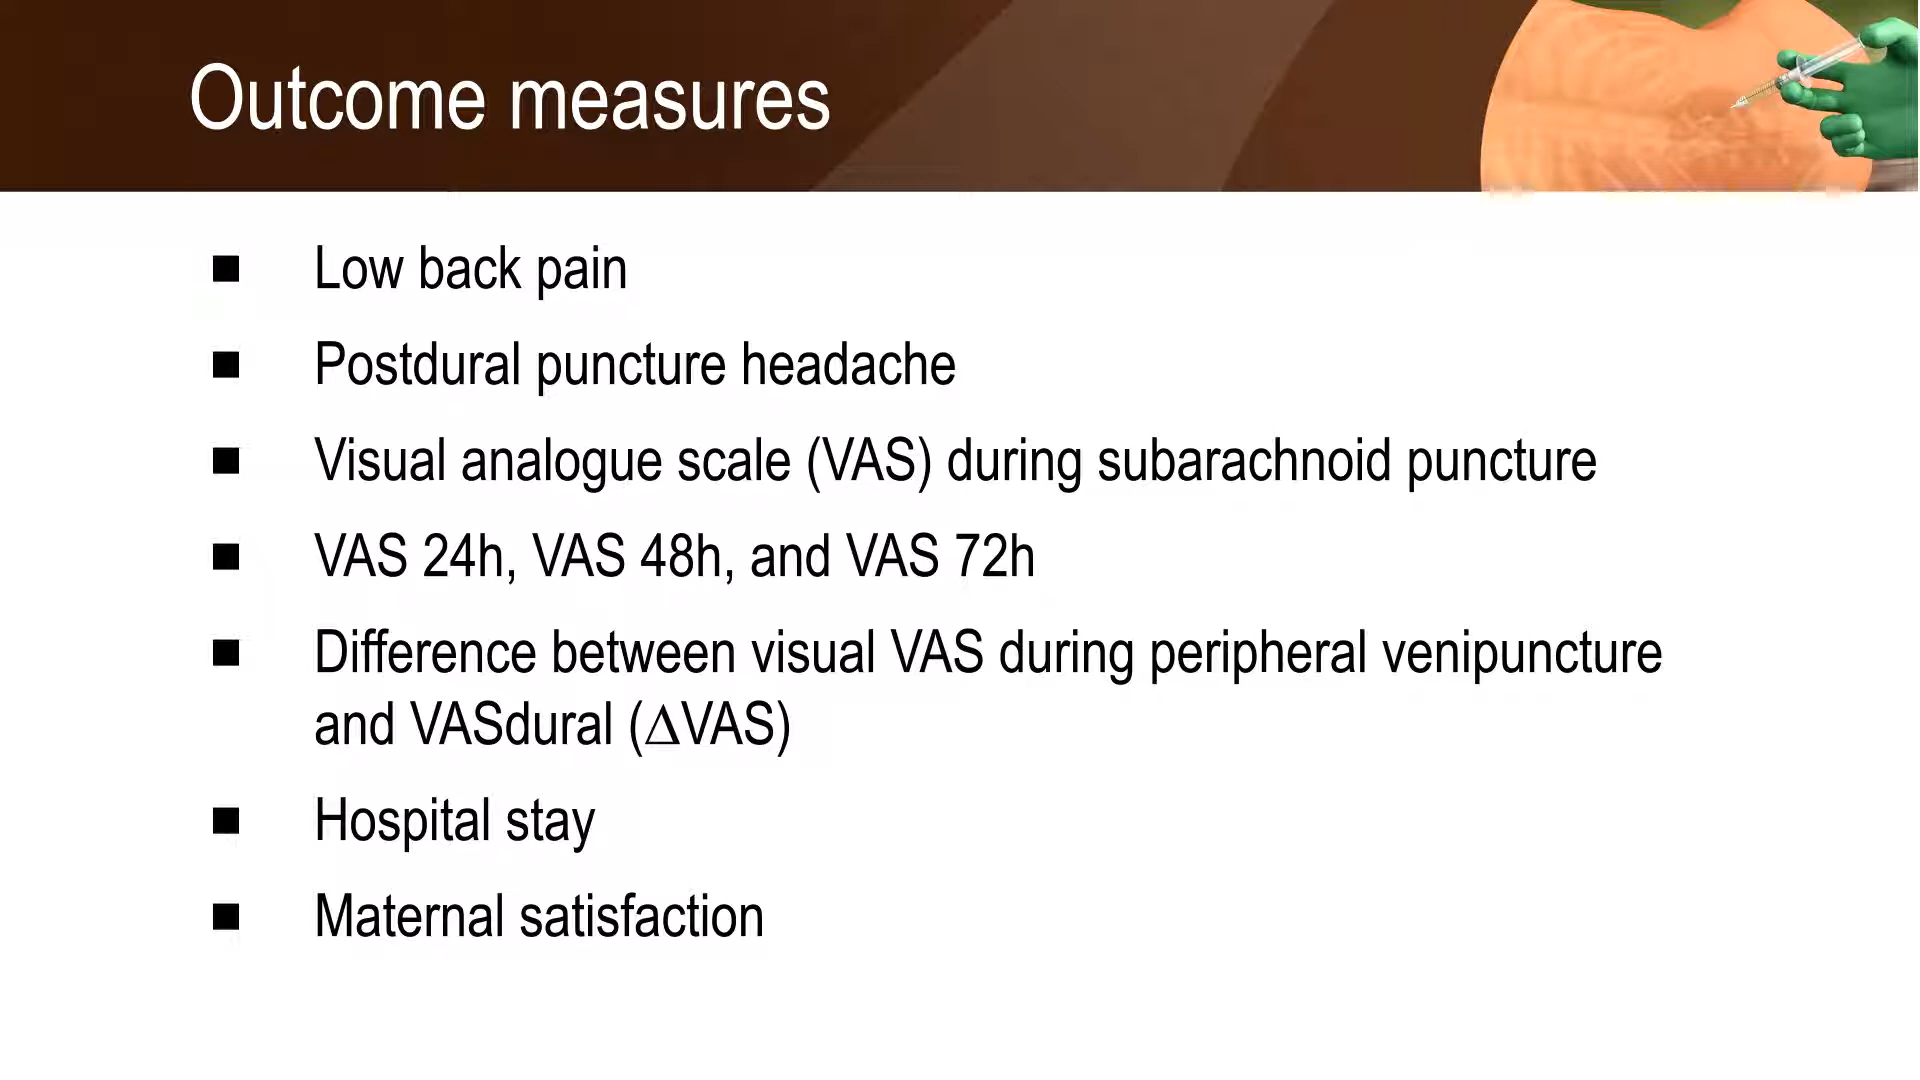 Outcome measures
Low back pain
Postdural puncture headache
Visual analogue scale (VAS) during subarachnoid puncture
VAS 24h, VAS 48h, and VAS 72h
Difference between visual VAS during peripheral venipuncture
and VASdural (ΔVAS)
Hospital stay
Maternal satisfaction